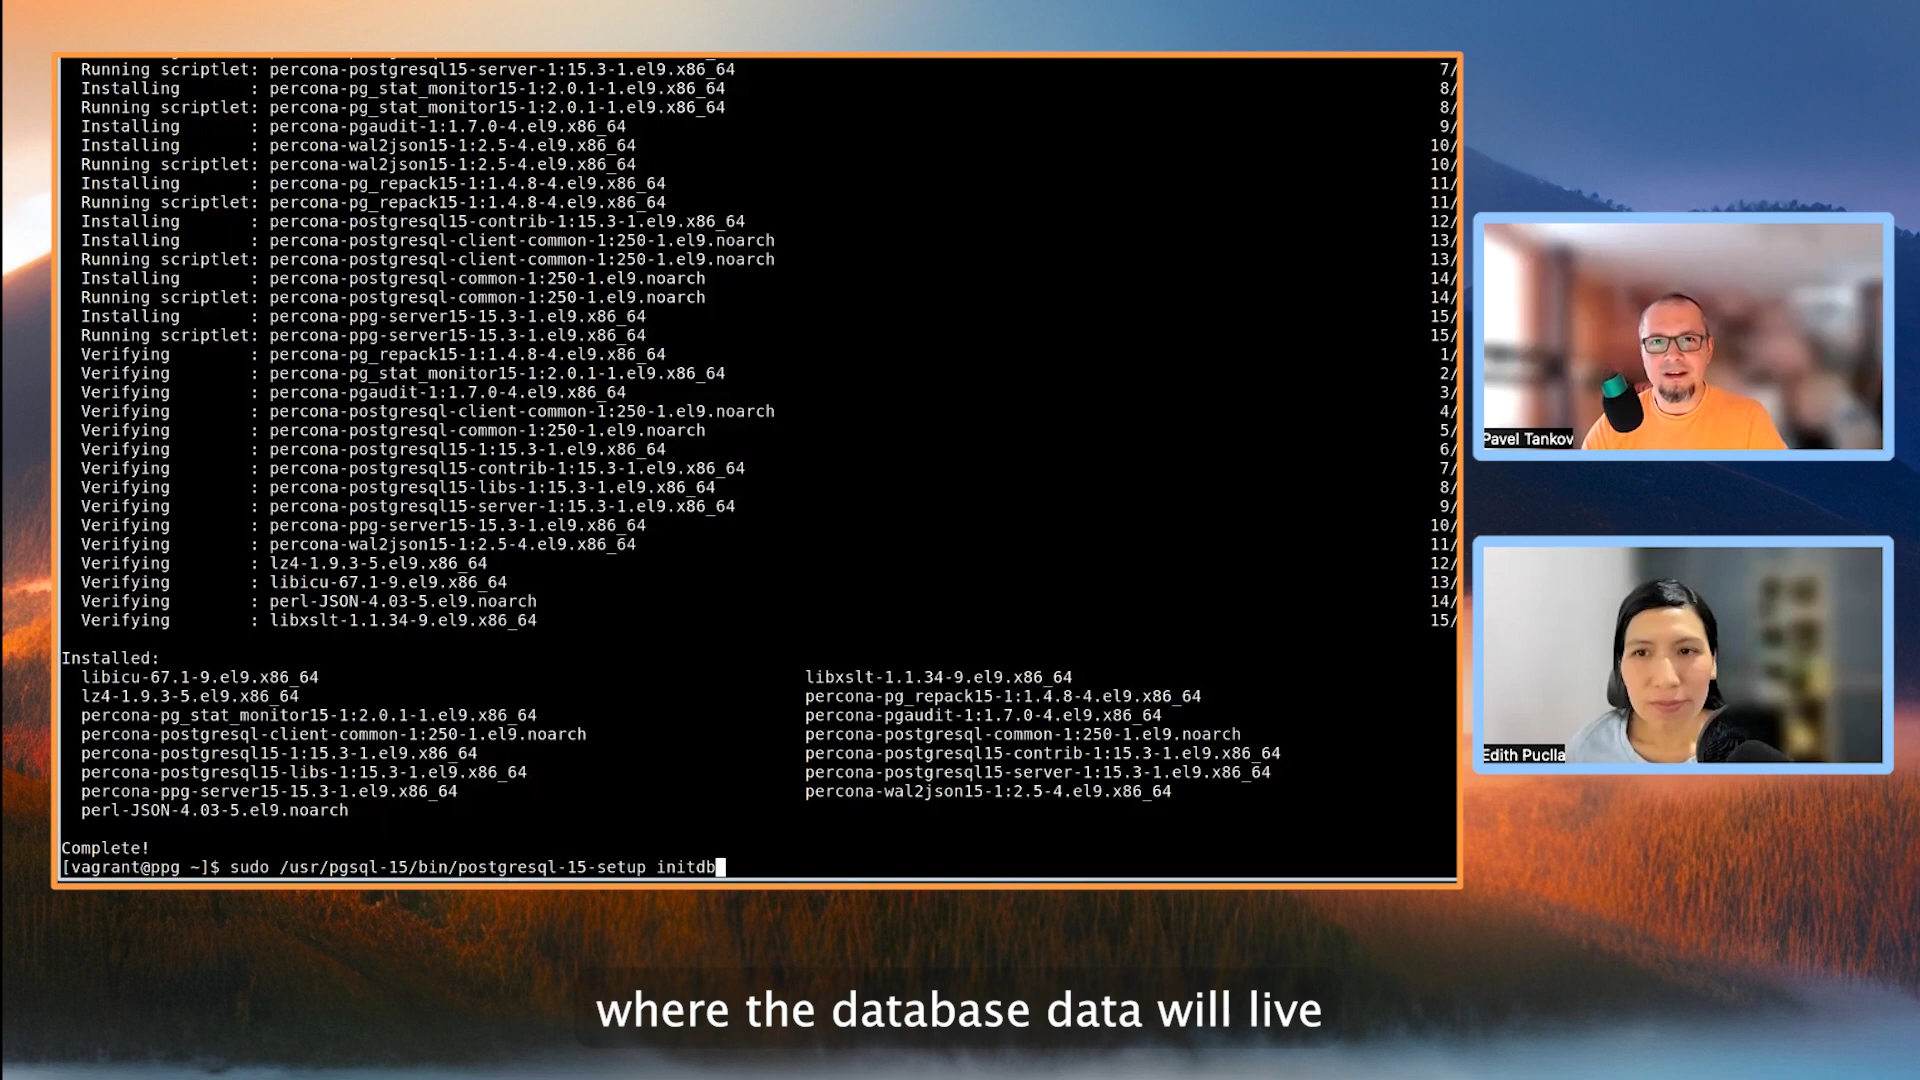 Running scriptlet: percona-postgresql15-server-1:15.3-1.el9.x86_64 7/
Installing : percona-pg_stat_monitor15-1:2.0.1-1.el9.x86_64 8/
Running scriptlet: percona-pg_stat_monitor15-1:2.0.1-1.el9.x86_64 8/
Installing : percona-pgaudit-1:1.7.0-4.el9.x86_64 9/
Installing : percona-wal2json15-1:2.5-4.el9.x86_64 10/
Running scriptlet: percona-wal2json15-1:2.5-4.el9.x86_64 10/
Installing : percona-pg_repack15-1:1.4.8-4.el9.x86_64 11/
Running scriptlet: percona-pg_repack15-1:1.4.8-4.el9.x86_64 11/
Installing : percona-postgresql15-contrib-1:15.3-1.el9.x86_64 12/
Installing : percona-postgresql-client-common-1:250-1.el9.noarch 13/
Running scriptlet: percona-postgresql-client-common-1:250-1.el9.noarch 13/
Installing : percona-postgresql-common-1:250-1.el9.noarch 14/
Running scriptlet: percona-postgresql-common-1:250-1.el9.noarch 14/
Installing : percona-ppg-server15-15.3-1.el9.x86_64 15/
Running scriptlet: percona-ppg-server15-15.3-1.el9.x86_64 15/
Verifying : percona-pg_repack15-1:1.4.8-4.el9.x86_64 1/
Verifying : percona-pg_stat_monitor15-1:2.0.1-1.el9.x86_64 2/
Verifying : percona-pgaudit-1:1.7.0-4.el9.x86_64 3/
Verifying : percona-postgresql-client-common-1:250-1.el9.noarch 4/
Verifying : percona-postgresql-common-1:250-1.el9.noarch 5/
Verifying : percona-postgresql15-1:15.3-1.el9.x86_64 6/
Verifying : percona-postgresql15-contrib-1:15.3-1.el9.x86_64 7/
Verifying : percona-postgresql15-libs-1:15.3-1.el9.x86_64 8/
Verifying : percona-postgresql15-server-1:15.3-1.el9.x86_64 9/
Verifying : percona-ppg-server15-15.3-1.el9.x86_64 10/
Verifying : percona-wal2json15-1:2.5-4.el9.x86_64 11/
Verifying : lz4-1.9.3-5.el9.x86_64 12/
Verifying : libicu-67.1-9.el9.x86_64 13/
Verifying : perl-JSON-4.03-5.el9.noarch 14/
Verifying : libxslt-1.1.34-9.el9.x86_64 15/
Installed:
libicu-67.1-9.el9.x86_64 libxslt-1.1.34-9.el9.x86_64
lz4-1.9.3-5.el9.x86_64 percona-pg_repack15-1:1.4.8-4.el9.x86_64
percona-pg_stat_monitor15-1:2.0.1-1.el9.x86_64 percona-pgaudit-1:1.7.0-4.el9.x86_64
percona-postgresql-client-common-1:250-1.el9.noarch percona-postgresql-common-1:250-1.el9.noarch
percona-postgresql15-1:15.3-1.el9.x86_64 percona-postgresql15-contrib-1:15.3-1.el9.x86_64
percona-postgresql15-libs-1:15.3-1.el9.x86_64 percona-postgresql15-server-1:15.3-1.el9.x86_64
percona-ppg-server15-15.3-1.el9.x86_64 percona-wal2json15-1:2.5-4.el9.x86_64
perl-JSON-4.03-5.el9.noarch
Complete!
[vagrant@ppg ~]$ sudo /usr/pgsql-15/bin/postgresql-15-setup initdb
Pavel Tankov
Edith Puclla
where the database data will live